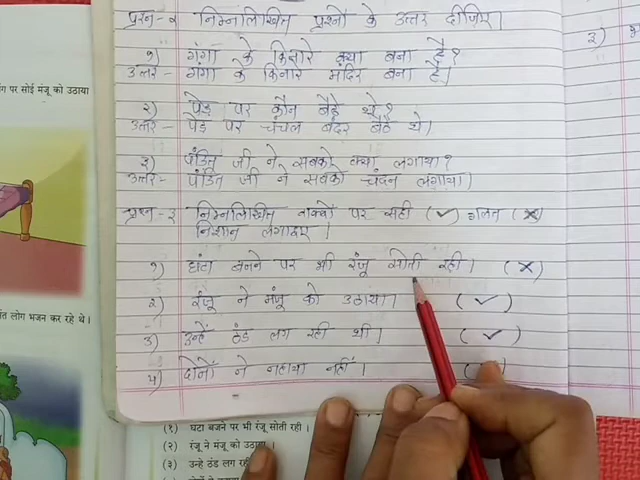 प्रश्न-२ निम्नलिखित प्रश्नों के उत्तर दीजिए।
१) गंगा के किनारे क्या बना है?
उत्तर- गंगा के किनार मंदिर बना है।
२) पेड़ पर कौन बैठे थे?
उत्तर- पेड़ पर चंचल बंदर बैठे थे।
३) पंडित जी ने सबको क्या लगाया?
उत्तर- पंडित जी ने सबको चंदन लगाया।
प्रश्न-३ निम्नलिखित वाक्यों पर सही (✓) गलत (×)
निशान लगाइए।
१) घंटा बजने पर भी रंजू सोती रही। (×)
२) रंजू ने मंजू को उठाया। (✓)
३) उन्हें ठंड लग रही थी। (✓)
४) दोनों ने नहाया नहीं। (
३)
पर सोई मंजू को उठाया
लोग भजन कर रहे थे।
(१) घंटा बजने पर भी रंजू सोती रही।
(२) रंजू ने मंजू को
(३) उन्हे ठंड लग